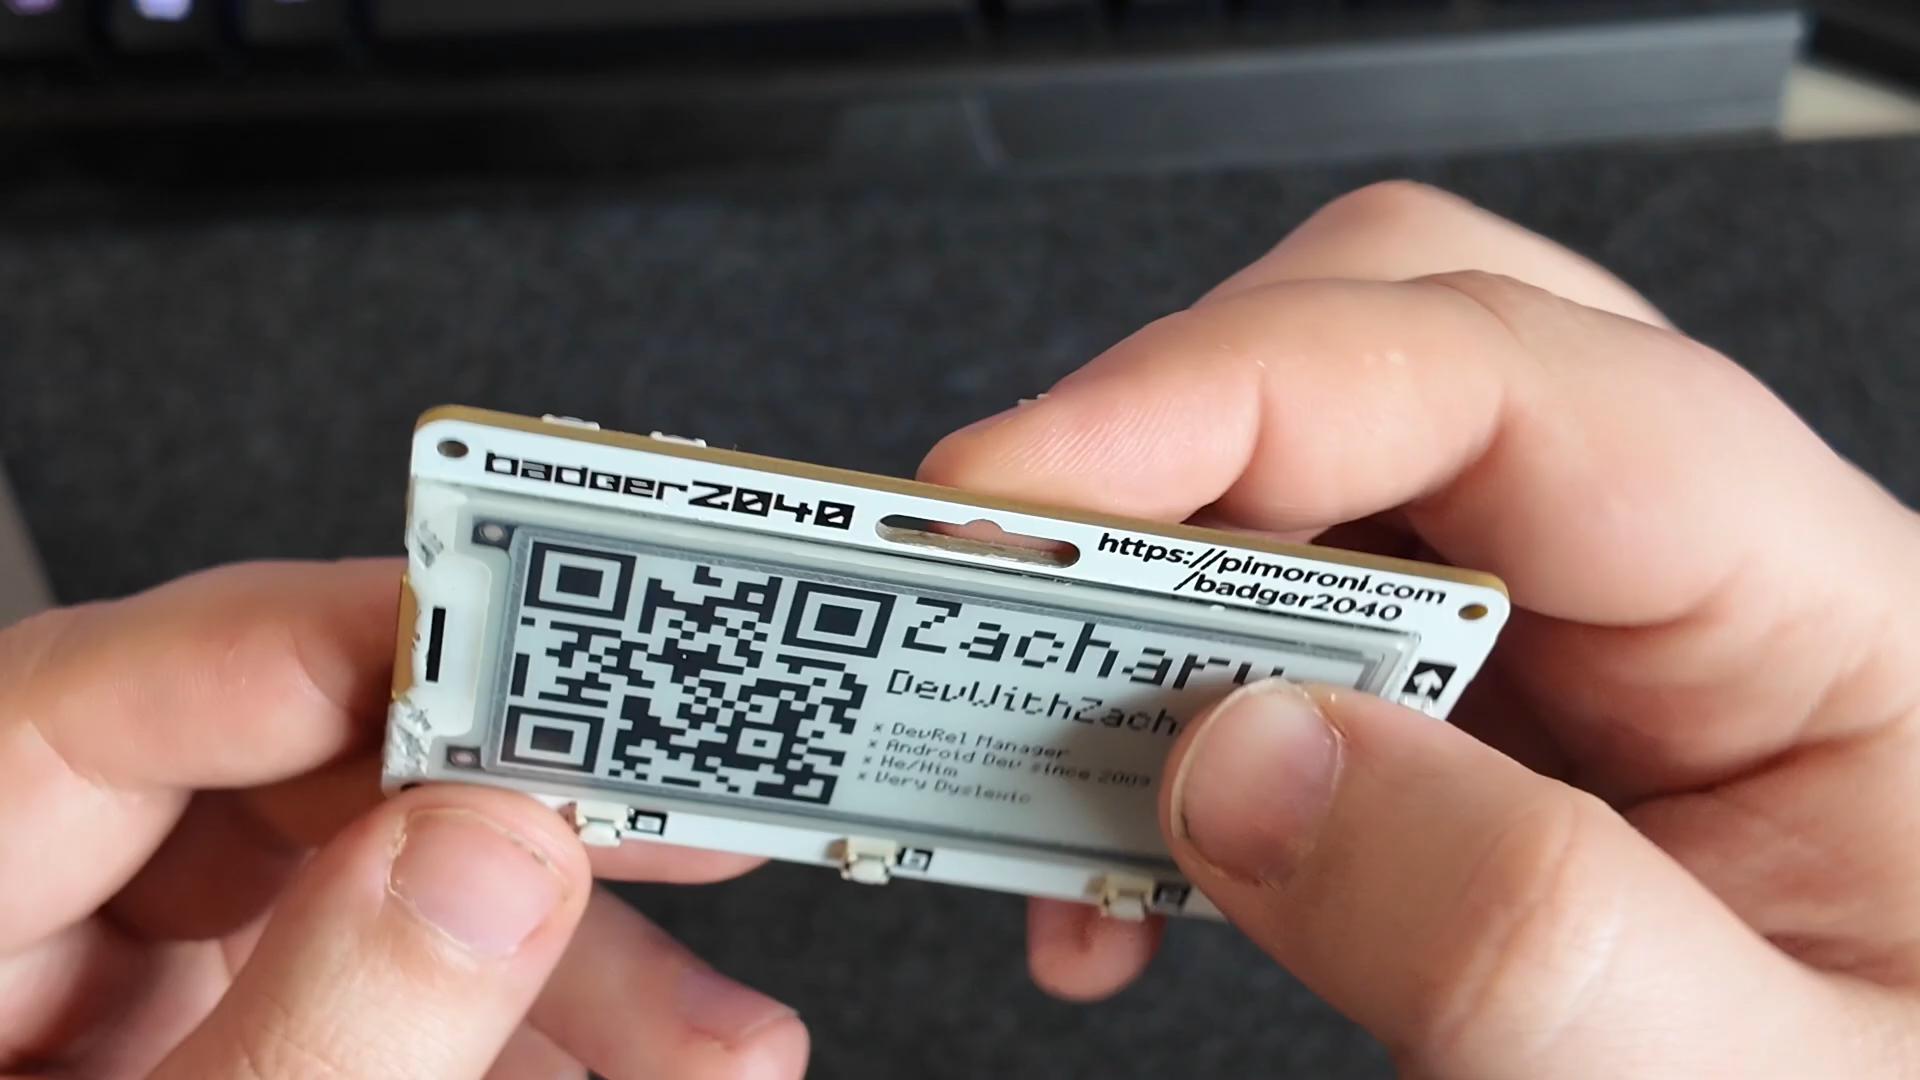 badger2040
https://pimoroni.com
/badger2040
Zachary
DevWithZach
* DevRel Manager
* Android Dev since 2009
* He/Him
* Very Dyslexic